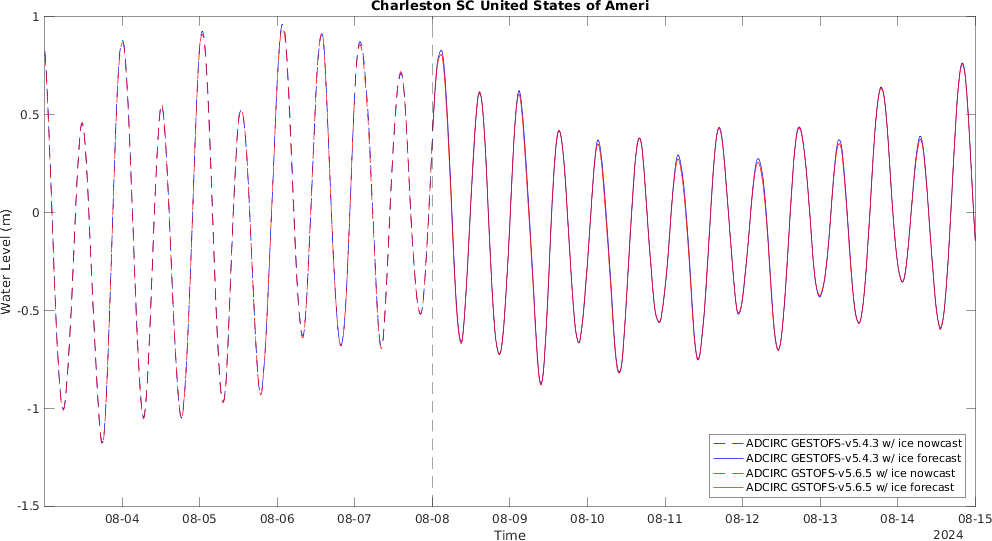 Charleston SC United States of Ameri
1
0.5
0
-0.5
-1
-1.5
Water Level (m)
08-04 08-05 08-06 08-07 08-08 08-09 08-10 08-11 08-12 08-13 08-14 08-15
Time
2024
ADCIRC GESTOFS-v5.4.3 w/ ice nowcast
ADCIRC GESTOFS-v5.4.3 w/ ice forecast
ADCIRC GSTOFS-v5.6.5 w/ ice nowcast
ADCIRC GSTOFS-v5.6.5 w/ ice forecast